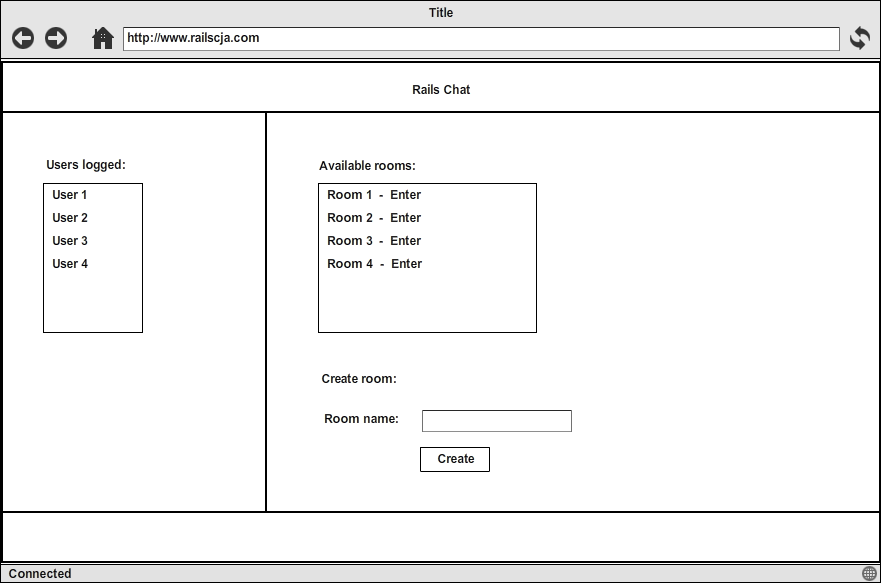 Title
http://www.railscja.com
Rails Chat
Users logged:
User 1
User 2
User 3
User 4
Available rooms:
Room 1 - Enter
Room 2 - Enter
Room 3 - Enter
Room 4 - Enter
Create room:
Room name:
Create
Connected